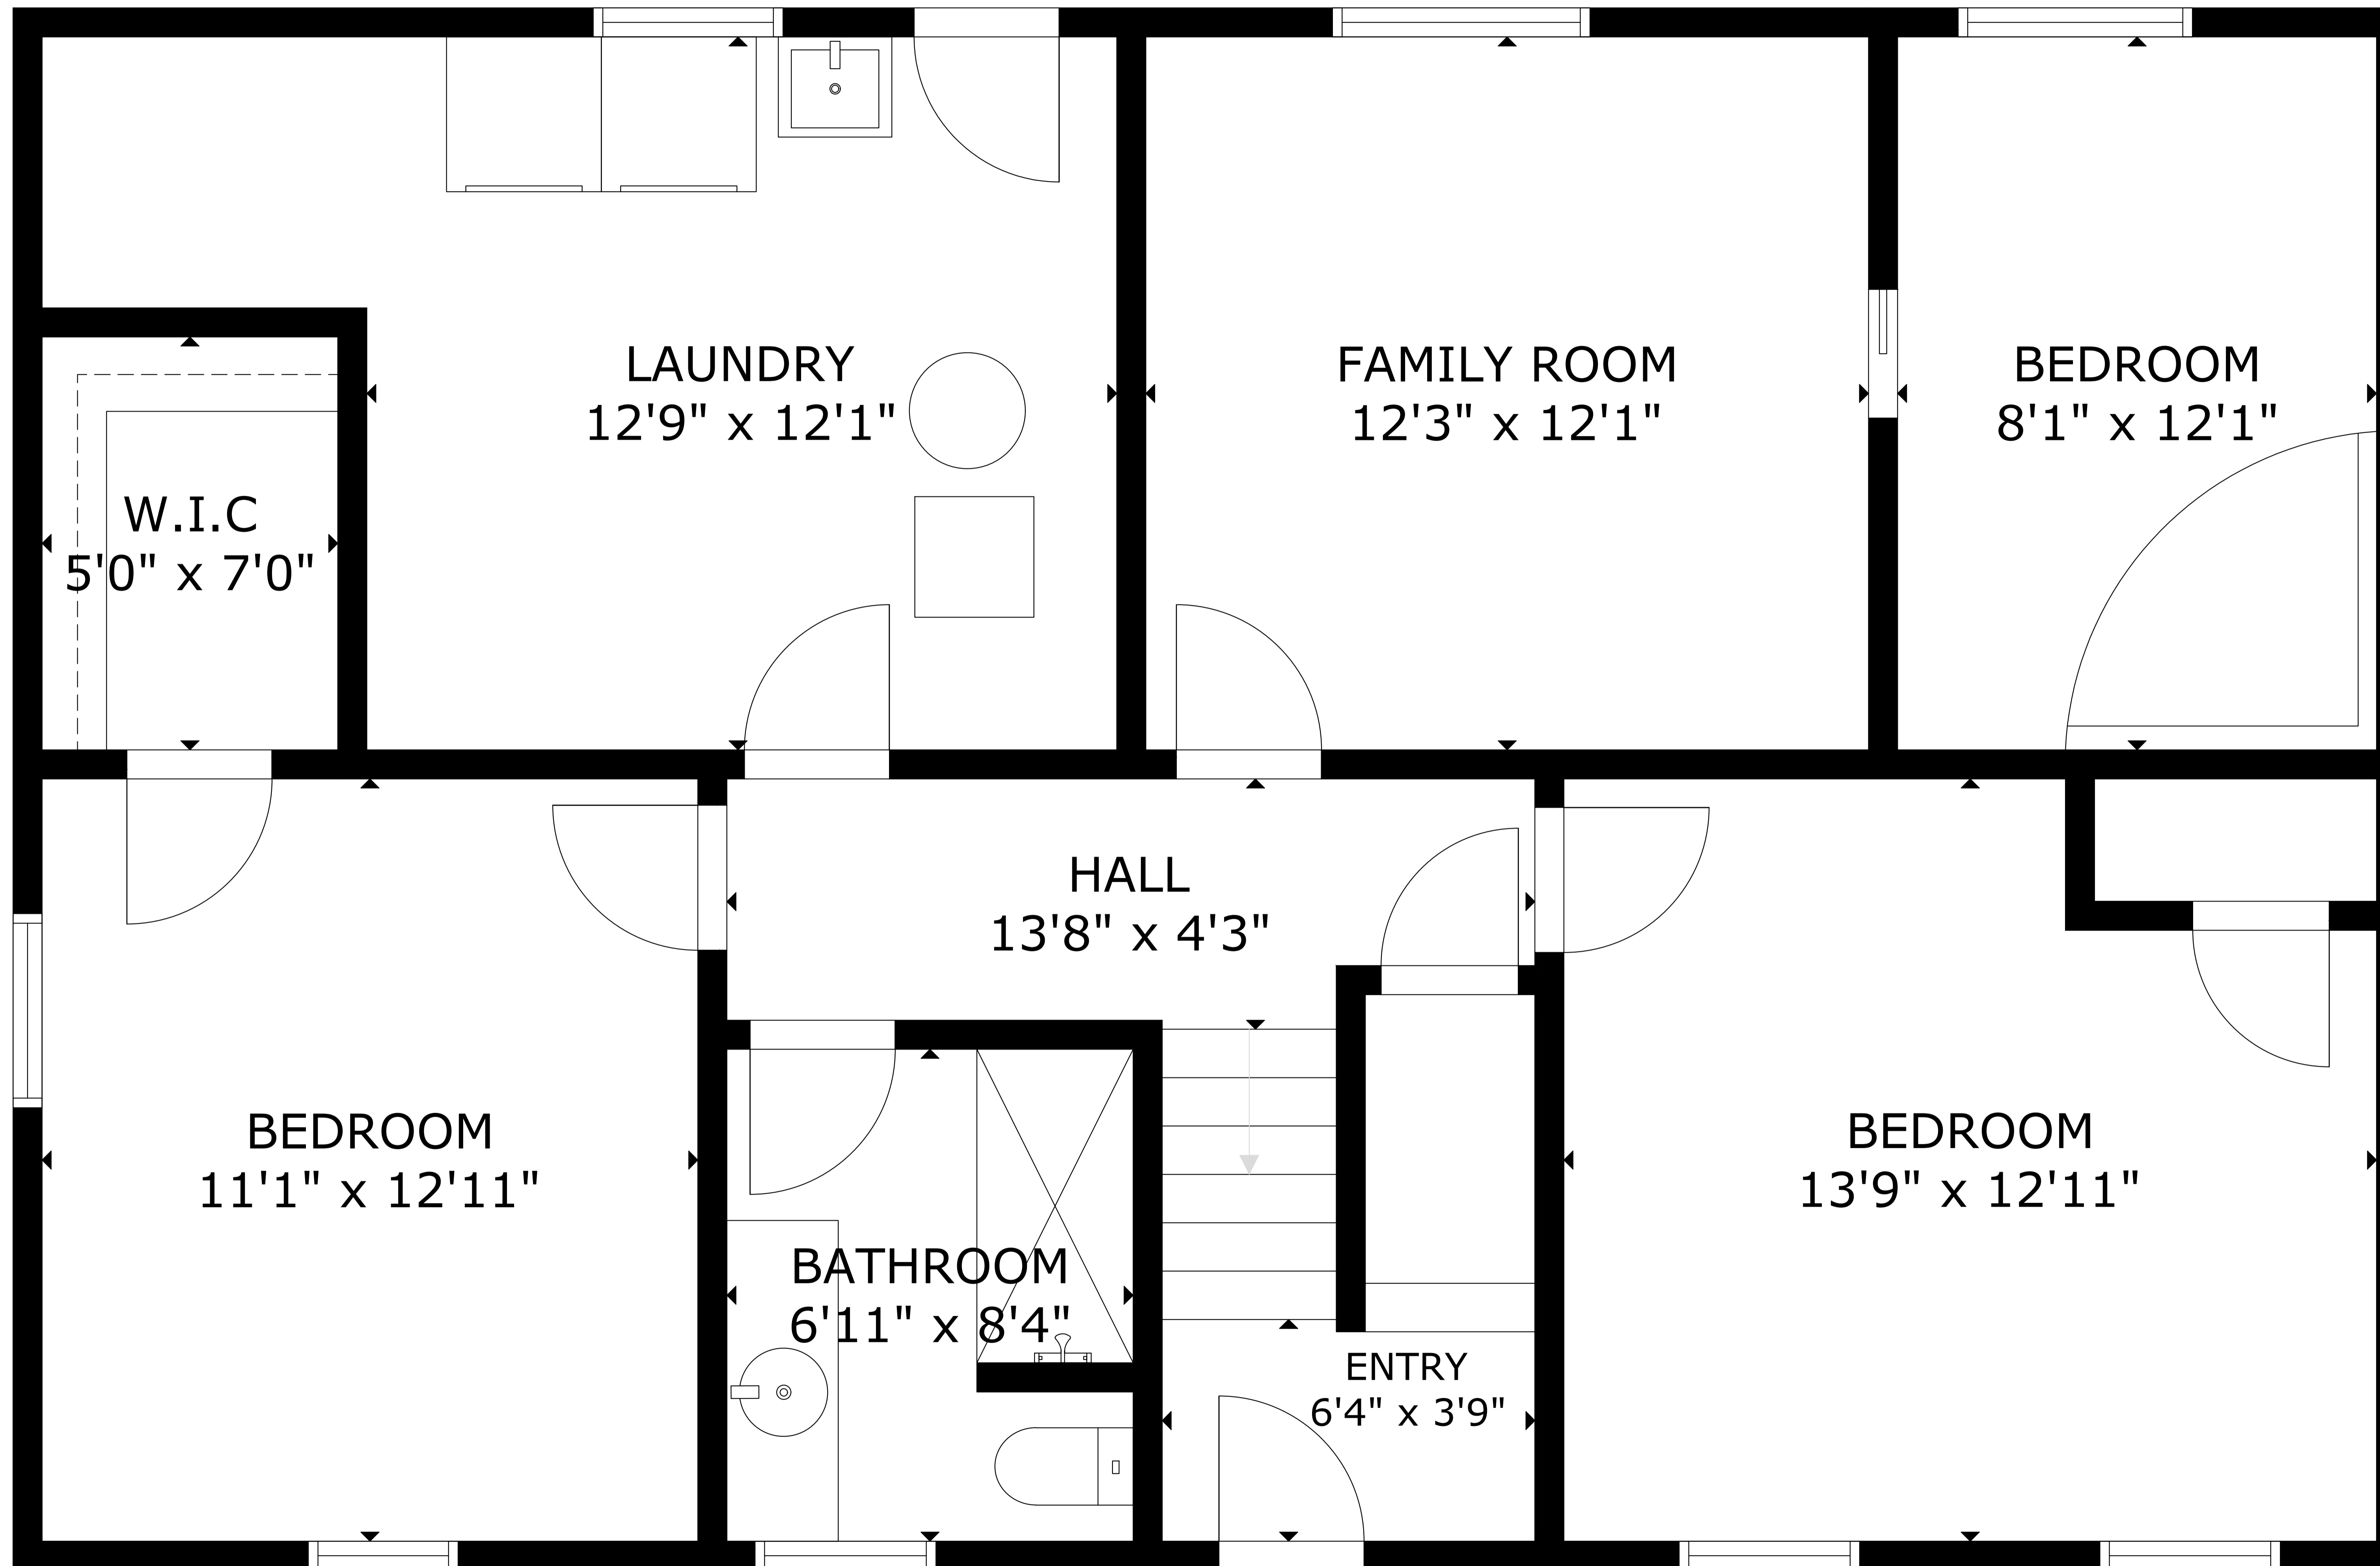 LAUNDRY
12'9" x 12'1"
FAMILY ROOM
12'3" x 12'1"
BEDROOM
8'1" x 12'1"
W.I.C
5'0" x 7'0"
HALL
13'8" x 4'3"
BEDROOM
11'1" x 12'11"
BATHROOM
6'11" x 8'4"
ENTRY
6'4" x 3'9"
BEDROOM
13'9" x 12'11"